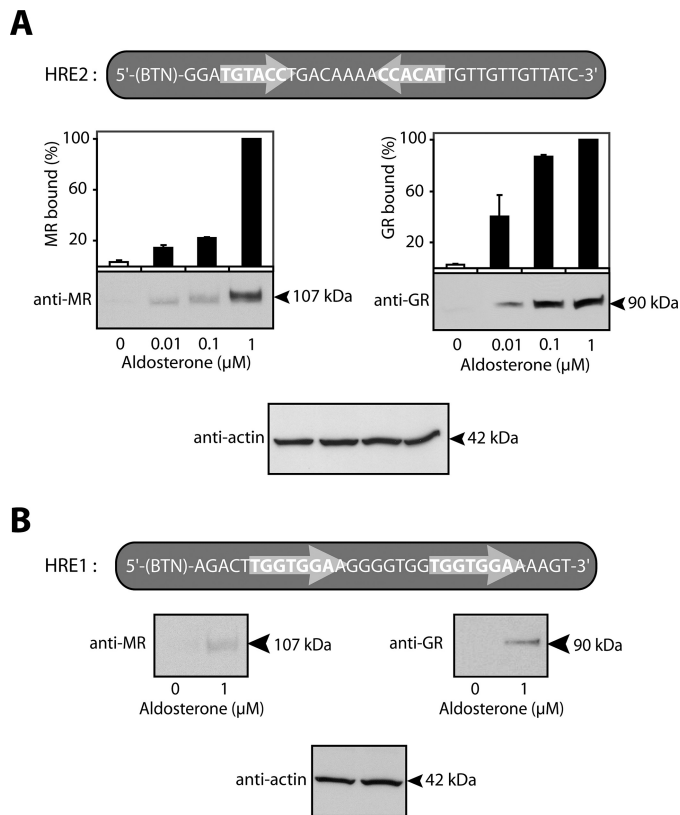 A
HRE2 : 5'-(BTN)-GGATGTACCTGACAAAACCACATTGTTGTTGTTATC-3'
MR bound (%)
100
60
20
anti-MR
107 kDa
0 0.01 0.1 1
Aldosterone (µM)
GR bound (%)
100
60
20
anti-GR
90 kDa
0 0.01 0.1 1
Aldosterone (µM)
anti-actin
42 kDa
B
HRE1 : 5'-(BTN)-AGACTTGGTGGAAGGGGTGGTGGTGGAAAAGT-3'
anti-MR
107 kDa
0 1
Aldosterone (µM)
anti-GR
90 kDa
0 1
Aldosterone (µM)
anti-actin
42 kDa